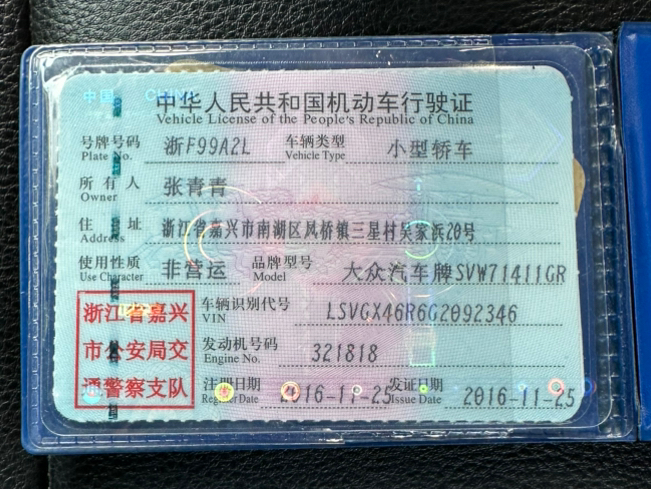 中国 CHINA
中华人民共和国机动车行驶证
Vehicle License of the People's Republic of China
号牌号码 浙F99A2L 车辆类型 小型轿车
Plate No. Vehicle Type
所有人 张青青
Owner
住址 浙江省嘉兴市南湖区凤桥镇三星村吴家浜20号
Address
使用性质 非营运 品牌型号 大众汽车牌SVW71411GR
Use Character Model
浙江省嘉兴
市公安局交
通警察支队
车辆识别代号 LSVGX46R6G2092346
VIN
发动机号码 321818
Engine No.
注册日期 2016-11-25 发证日期 2016-11-25
Register Date Issue Date